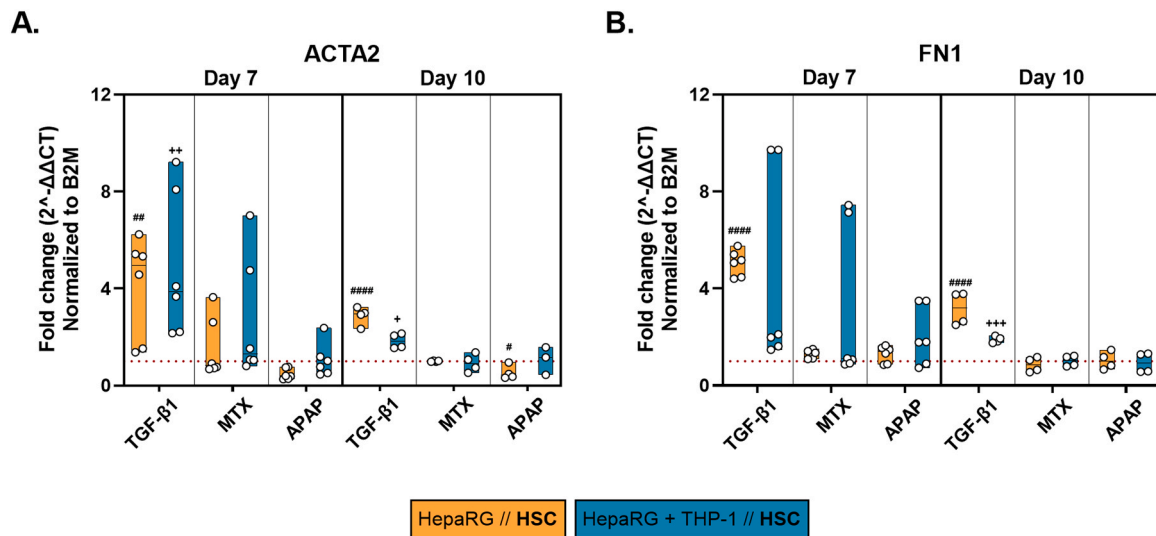 A.
ACTA2
Day 7
Day 10
Fold change (2^-ΔΔCT)
Normalized to B2M
12
8
4
0
##
++
####
+
#
TGF-β1
MTX
APAP
TGF-β1
MTX
APAP
B.
FN1
Day 7
Day 10
Fold change (2^-ΔΔCT)
Normalized to B2M
12
8
4
0
####
####
+++
TGF-β1
MTX
APAP
TGF-β1
MTX
APAP
HepaRG // HSC
HepaRG + THP-1 // HSC